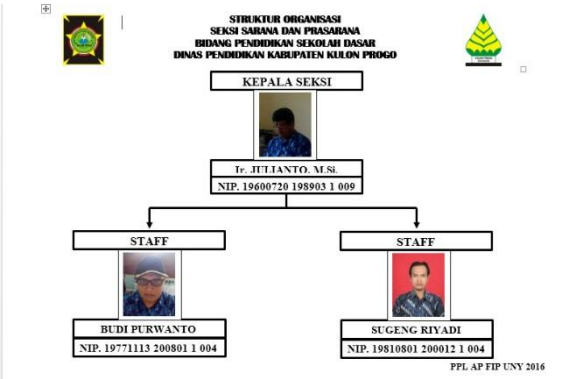 STRUKTUR ORGANISASI
SEKSI SARANA DAN PRASARANA
BIDANG PENDIDIKAN SEKOLAH DASAR
DINAS PENDIDIKAN KABUPATEN KULON PROGO
KEPALA SEKSI
Ir. JULIANTO, M.Si.
NIP. 19600720 198903 1 009
STAFF
BUDI PURWANTO
NIP. 19771113 200801 1 004
STAFF
SUGENG RIYADI
NIP. 19810801 200012 1 004
PPL AP FIP UNY 2016